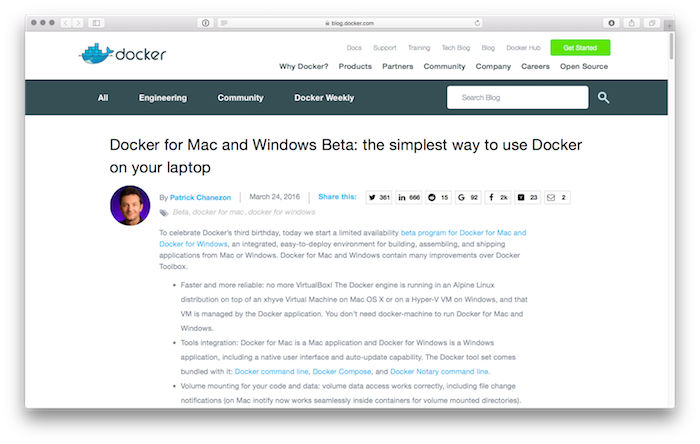 blog.docker.com
docker
Docs Support Training Tech Blog Blog Docker Hub Get Started
Why Docker? Products Partners Community Company Careers Open Source
All Engineering Community Docker Weekly Search Blog
Docker for Mac and Windows Beta: the simplest way to use Docker
on your laptop
By Patrick Chanezon March 24, 2016 Share this: 361 666 15 92 2k 23 2
Beta, docker for mac, docker for windows
To celebrate Docker's third birthday, today we start a limited availability beta program for Docker for Mac and
Docker for Windows, an integrated, easy-to-deploy environment for building, assembling, and shipping
applications from Mac or Windows. Docker for Mac and Windows contain many improvements over Docker
Toolbox.
• Faster and more reliable: no more VirtualBox! The Docker engine is running in an Alpine Linux
distribution on top of an xhyve Virtual Machine on Mac OS X or on a Hyper-V VM on Windows, and that
VM is managed by the Docker application. You don't need docker-machine to run Docker for Mac and
Windows.
• Tools integration: Docker for Mac is a Mac application and Docker for Windows is a Windows
application, including a native user interface and auto-update capability. The Docker tool set comes
bundled with it: Docker command line, Docker Compose, and Docker Notary command line.
• Volume mounting for your code and data: volume data access works correctly, including file change
notifications (on Mac inotify now works seamlessly inside containers for volume mounted directories).